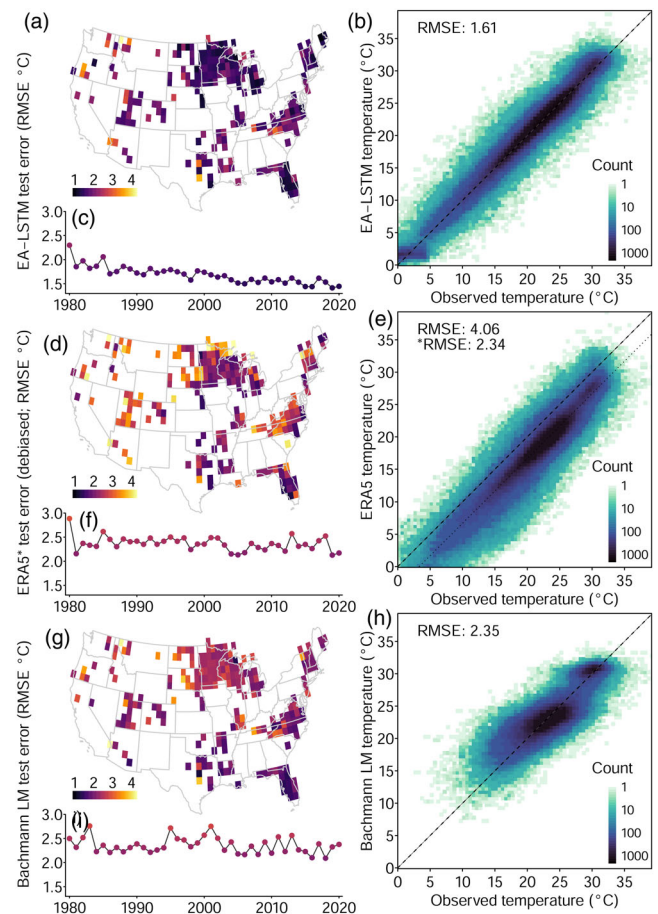 (a)
EA−LSTM test error (RMSE °C)
1 2 3 4
(b)
RMSE: 1.61
EA−LSTM temperature (°C)
35
30
25
20
15
10
5
0
Count
1
10
100
1000
0 5 10 15 20 25 30 35
Observed temperature (°C)
(c)
3.0
2.5
2.0
1.5
1980 1990 2000 2010 2020
(d)
ERA5* test error (debiased; RMSE °C)
1 2 3 4
(e)
RMSE: 4.06
*RMSE: 2.34
ERA5 temperature (°C)
35
30
25
20
15
10
5
0
Count
1
10
100
1000
0 5 10 15 20 25 30 35
Observed temperature (°C)
(f)
3.0
2.5
2.0
1.5
1980 1990 2000 2010 2020
(g)
Bachmann LM test error (RMSE °C)
1 2 3 4
(h)
RMSE: 2.35
Bachmann LM temperature (°C)
35
30
25
20
15
10
5
0
Count
1
10
100
1000
0 5 10 15 20 25 30 35
Observed temperature (°C)
(i)
3.0
2.5
2.0
1.5
1980 1990 2000 2010 2020